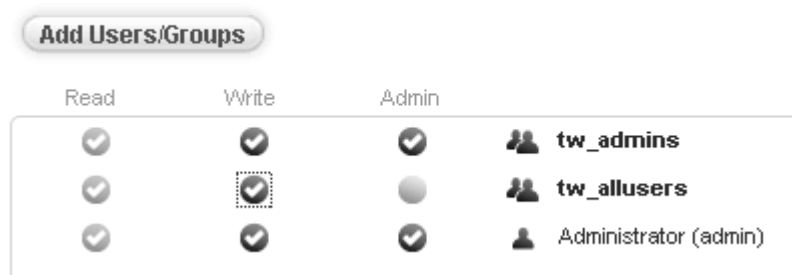 Add Users/Groups
Read Write Admin
tw_admins
tw_allusers
Administrator (admin)